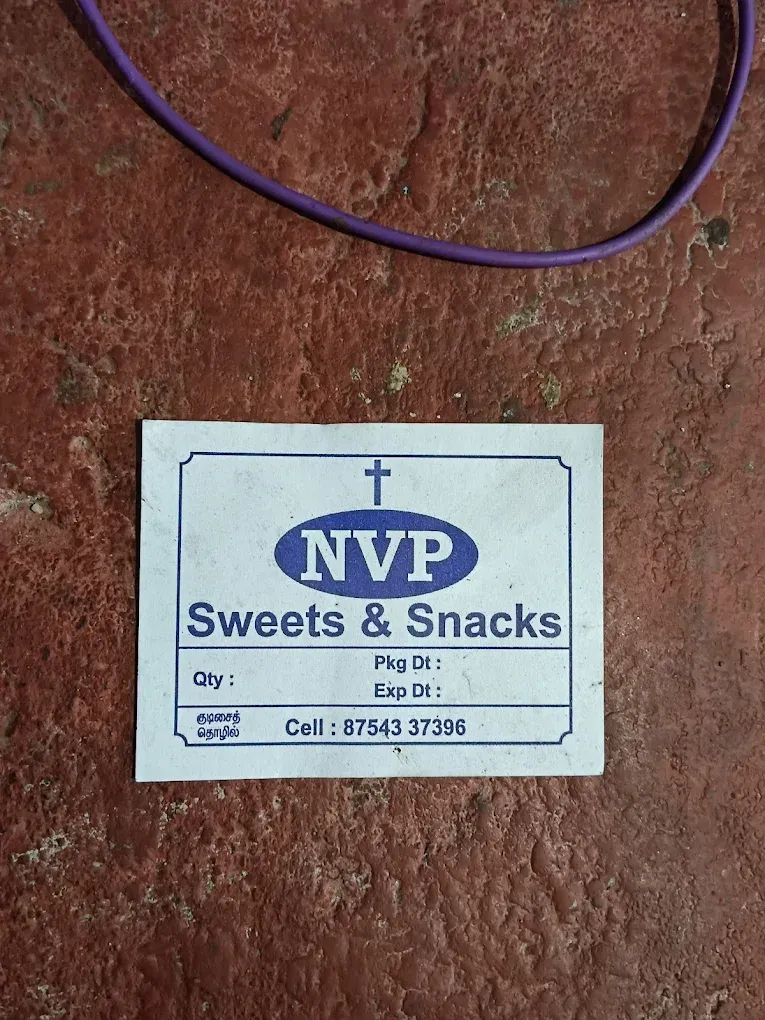 NVP
Sweets & Snacks
Qty :
Pkg Dt :
Exp Dt :
குடிசைத்
தொழில்
Cell : 87543 37396